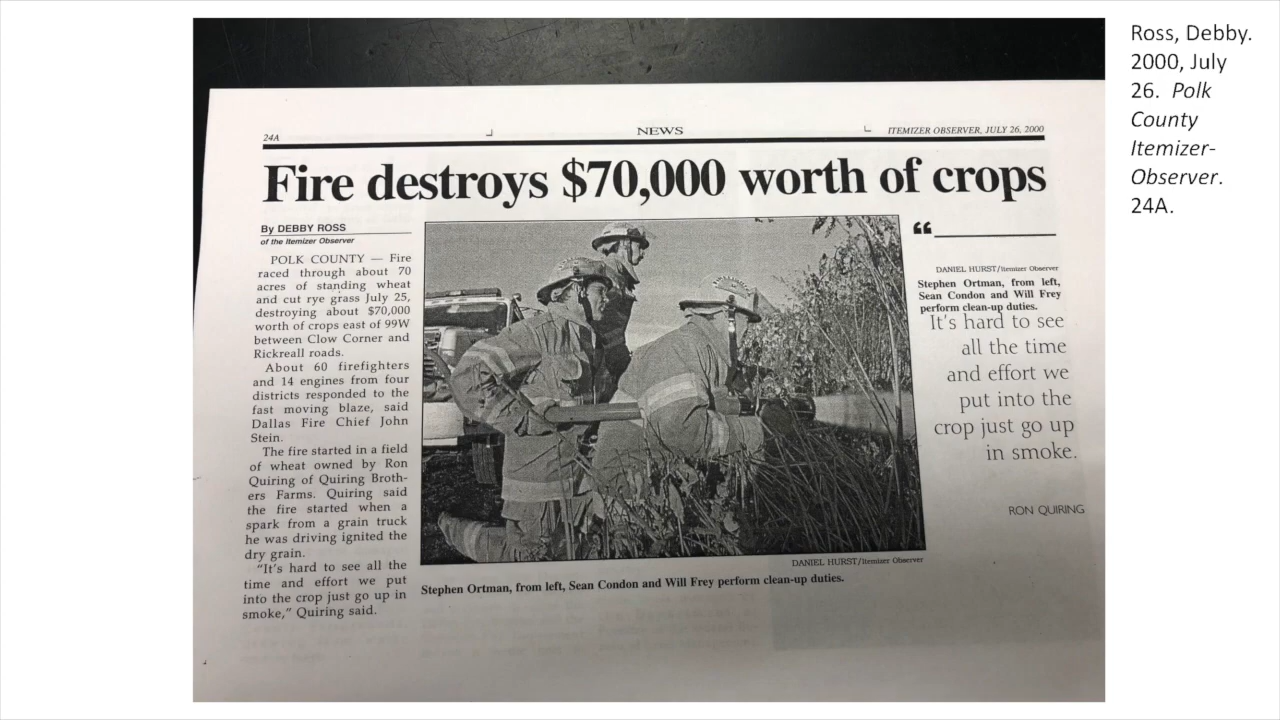 24A
NEWS
ITEMIZER OBSERVER, JULY 26, 2000
Fire destroys $70,000 worth of crops
By DEBBY ROSS
of the Itemizer Observer
POLK COUNTY — Fire
raced through about 70
acres of standing wheat
and cut rye grass July 25,
destroying about $70,000
worth of crops east of 99W
between Clow Corner and
Rickreall roads.
About 60 firefighters
and 14 engines from four
districts responded to the
fast moving blaze, said
Dallas Fire Chief John
Stein.
The fire started in a field
of wheat owned by Ron
Quiring of Quiring Broth-
ers Farms. Quiring said
the fire started when a
spark from a grain truck
he was driving ignited the
dry grain.
"It's hard to see all the
time and effort we put
into the crop just go up in
smoke," Quiring said.
DANIEL HURST/Itemizer Observer
Stephen Ortman, from left, Sean Condon and Will Frey perform clean-up duties.
“
DANIEL HURST/Itemizer Observer
Stephen Ortman, from left,
Sean Condon and Will Frey
perform clean-up duties.
It's hard to see
all the time
and effort we
put into the
crop just go up
in smoke.
RON QUIRING
Ross, Debby.
2000, July
26. Polk
County
Itemizer-
Observer.
24A.